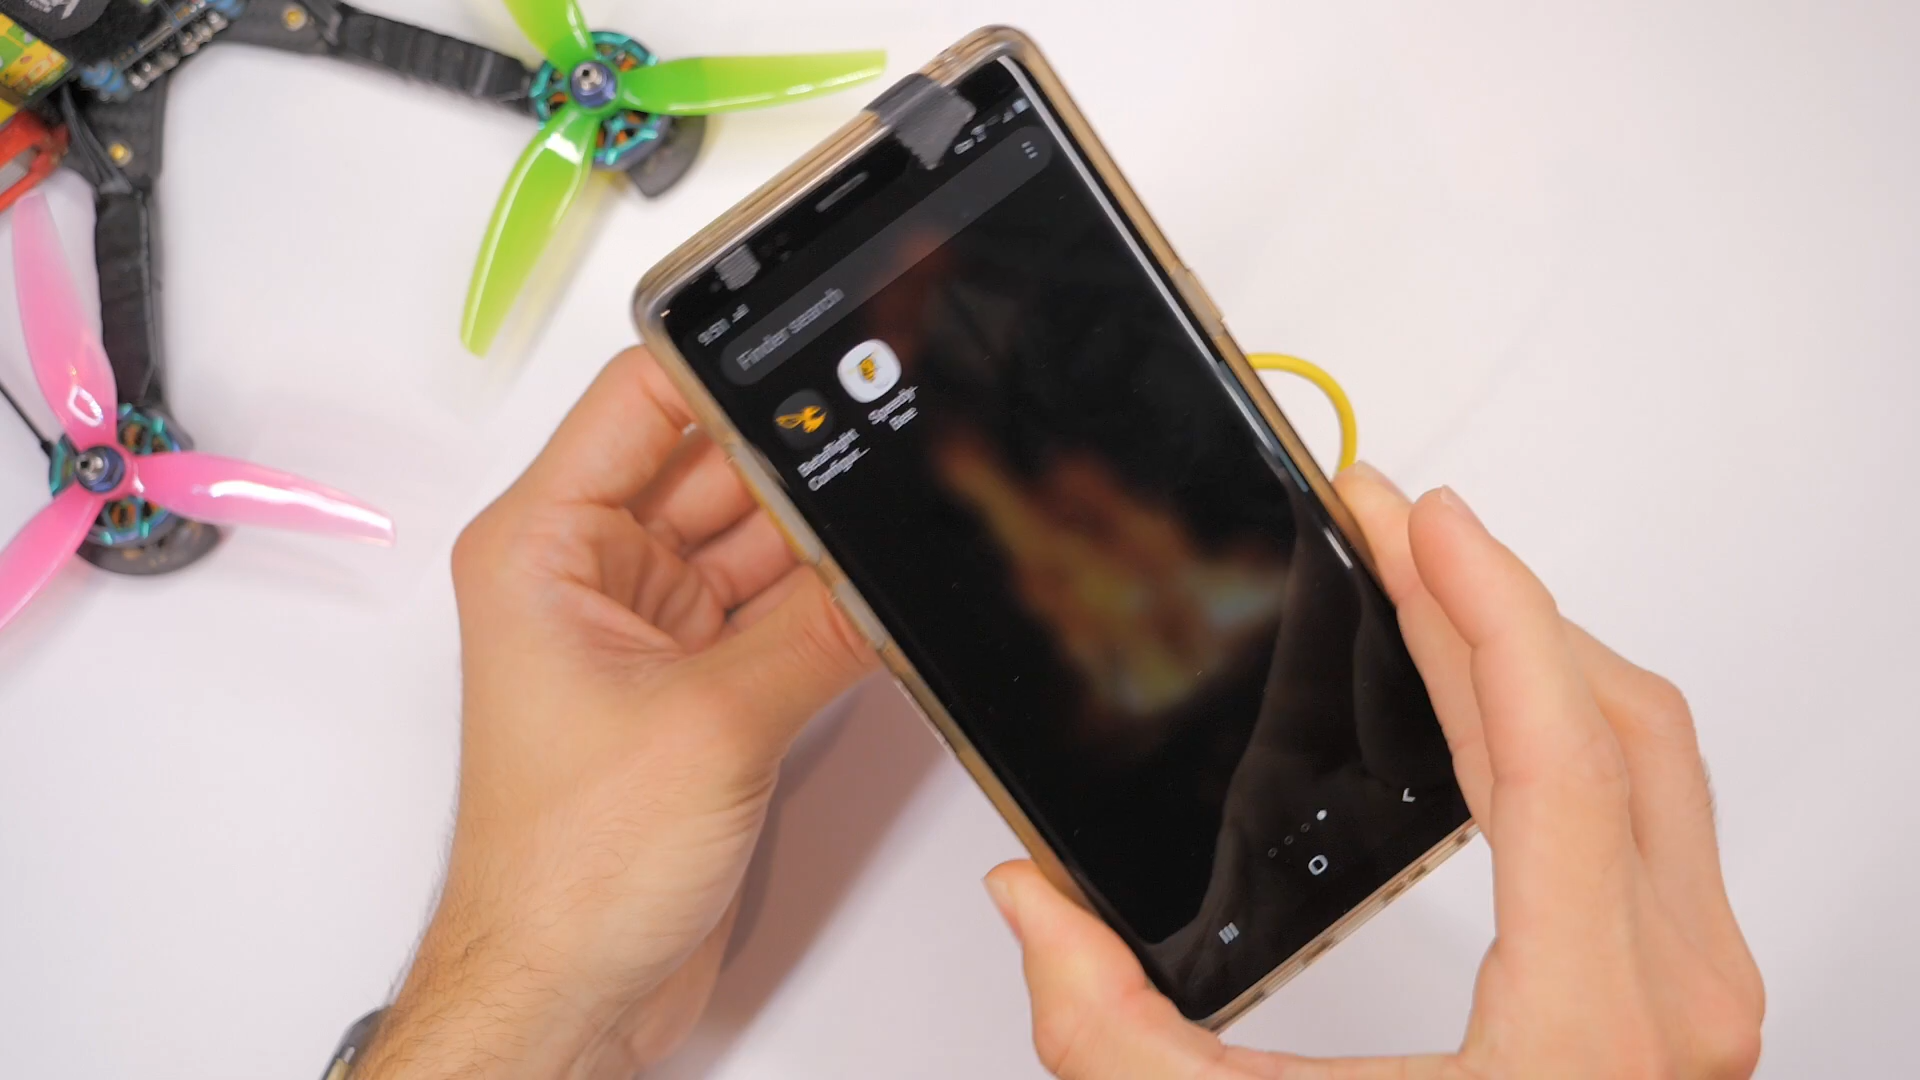 Finder search
Betaflight
Configur...
Speedy-
Bee